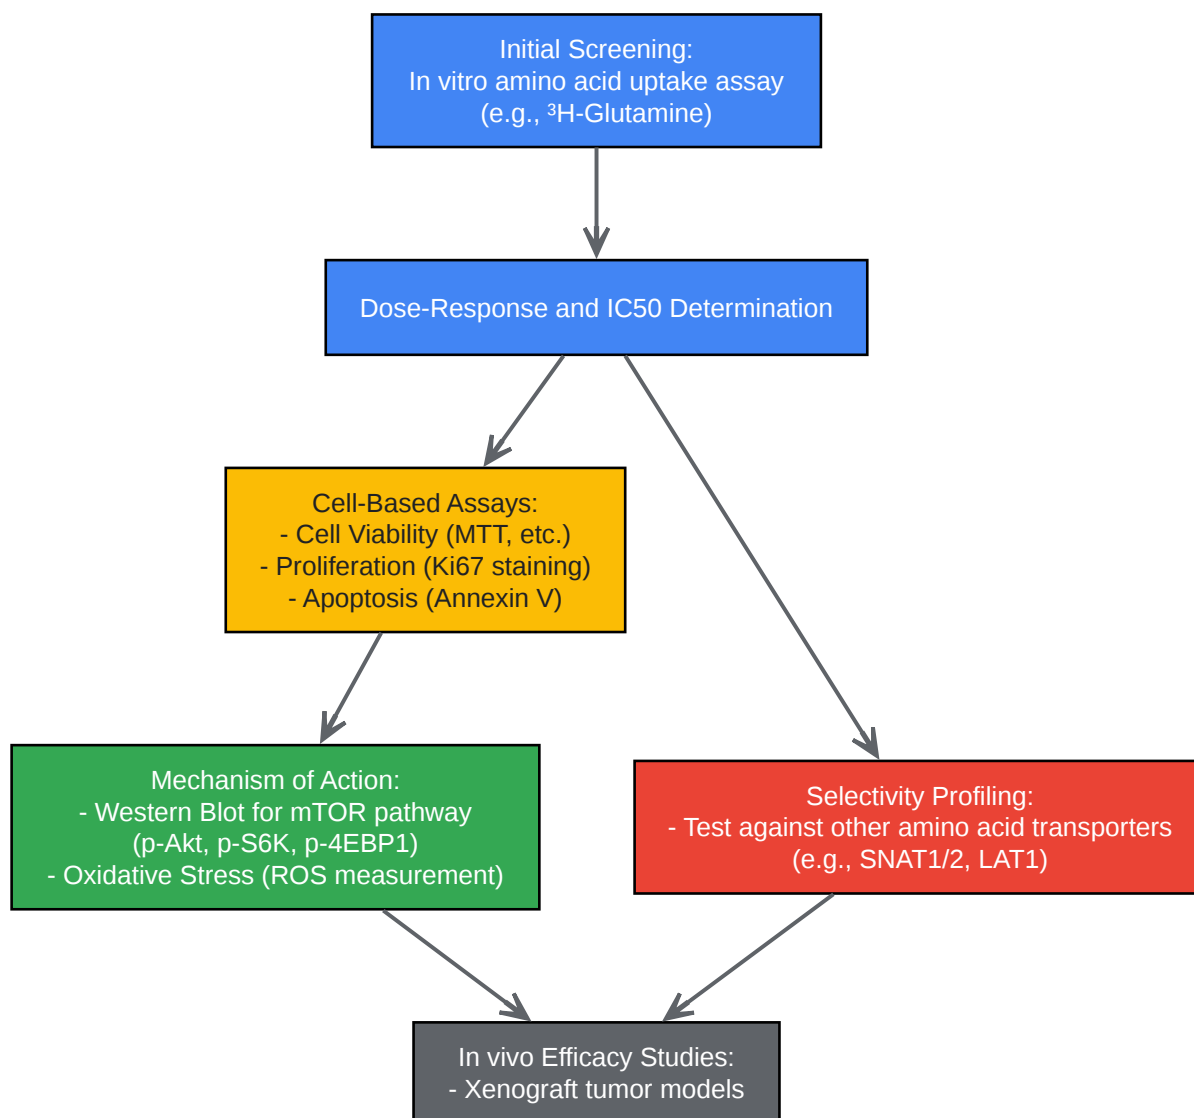 Initial Screening:
In vitro amino acid uptake assay
(e.g., ³H-Glutamine)
Dose-Response and IC50 Determination
Cell-Based Assays:
- Cell Viability (MTT, etc.)
- Proliferation (Ki67 staining)
- Apoptosis (Annexin V)
Mechanism of Action:
- Western Blot for mTOR pathway
(p-Akt, p-S6K, p-4EBP1)
- Oxidative Stress (ROS measurement)
Selectivity Profiling:
- Test against other amino acid transporters
(e.g., SNAT1/2, LAT1)
In vivo Efficacy Studies:
- Xenograft tumor models